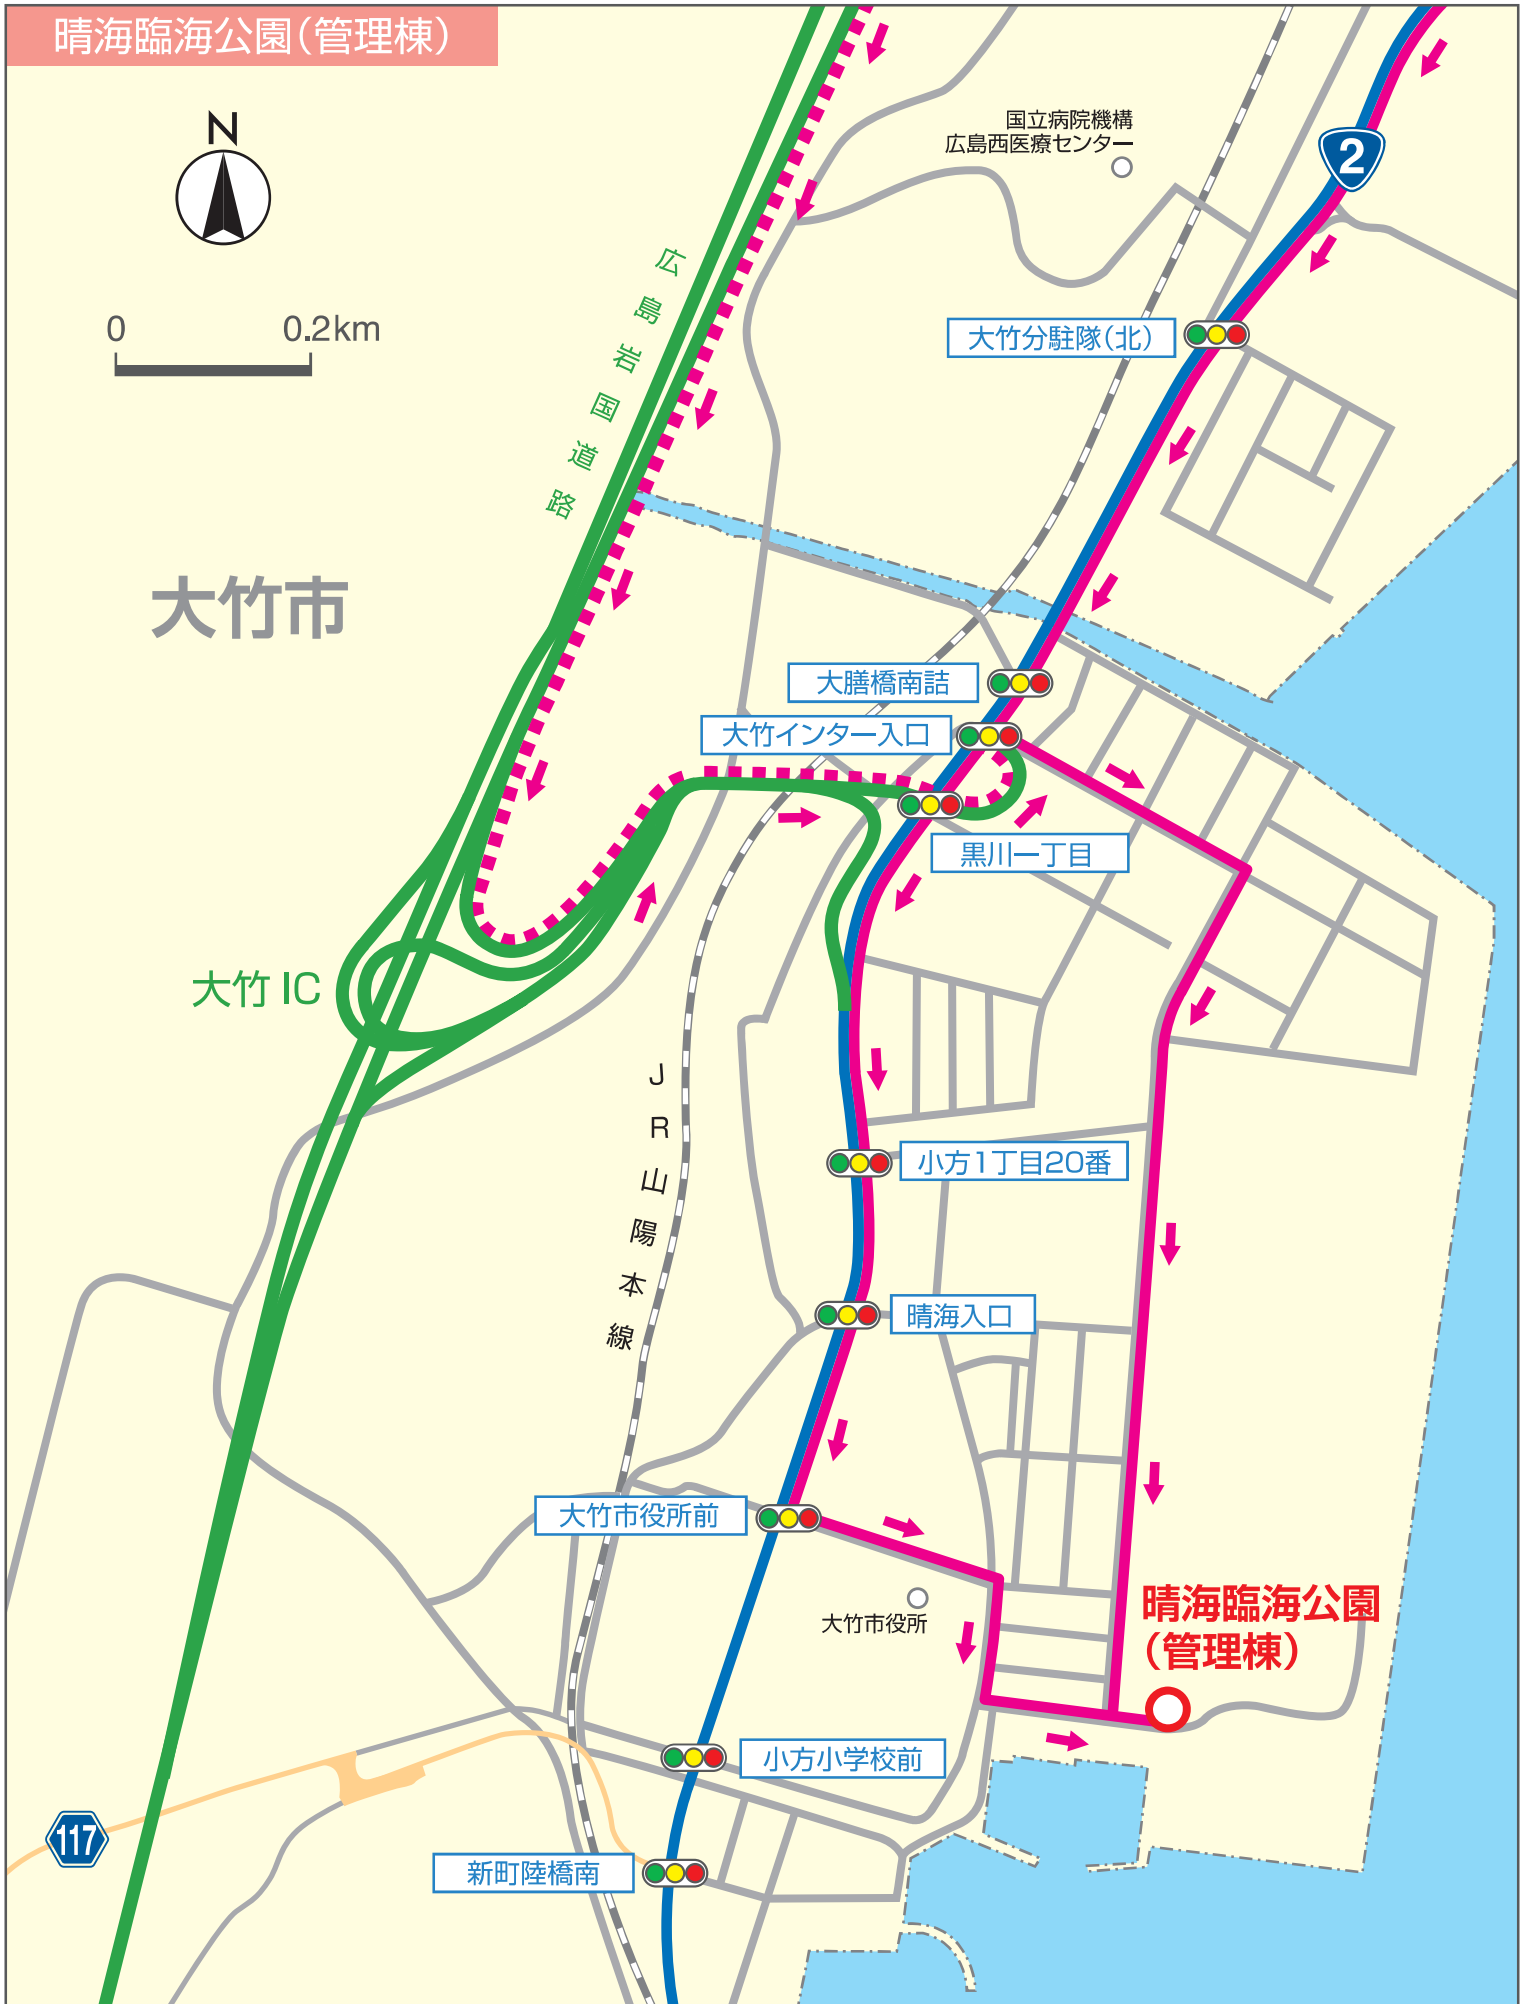 晴海臨海公園(管理棟)
N
0 0.2km
国立病院機構
広島西医療センター
2
広島岩国道路
大竹分駐隊(北)
大竹市
大膳橋南詰
大竹インター入口
黒川一丁目
大竹 IC
JR山陽本線
小方1丁目20番
晴海入口
大竹市役所前
大竹市役所
晴海臨海公園
(管理棟)
小方小学校前
117
新町陸橋南